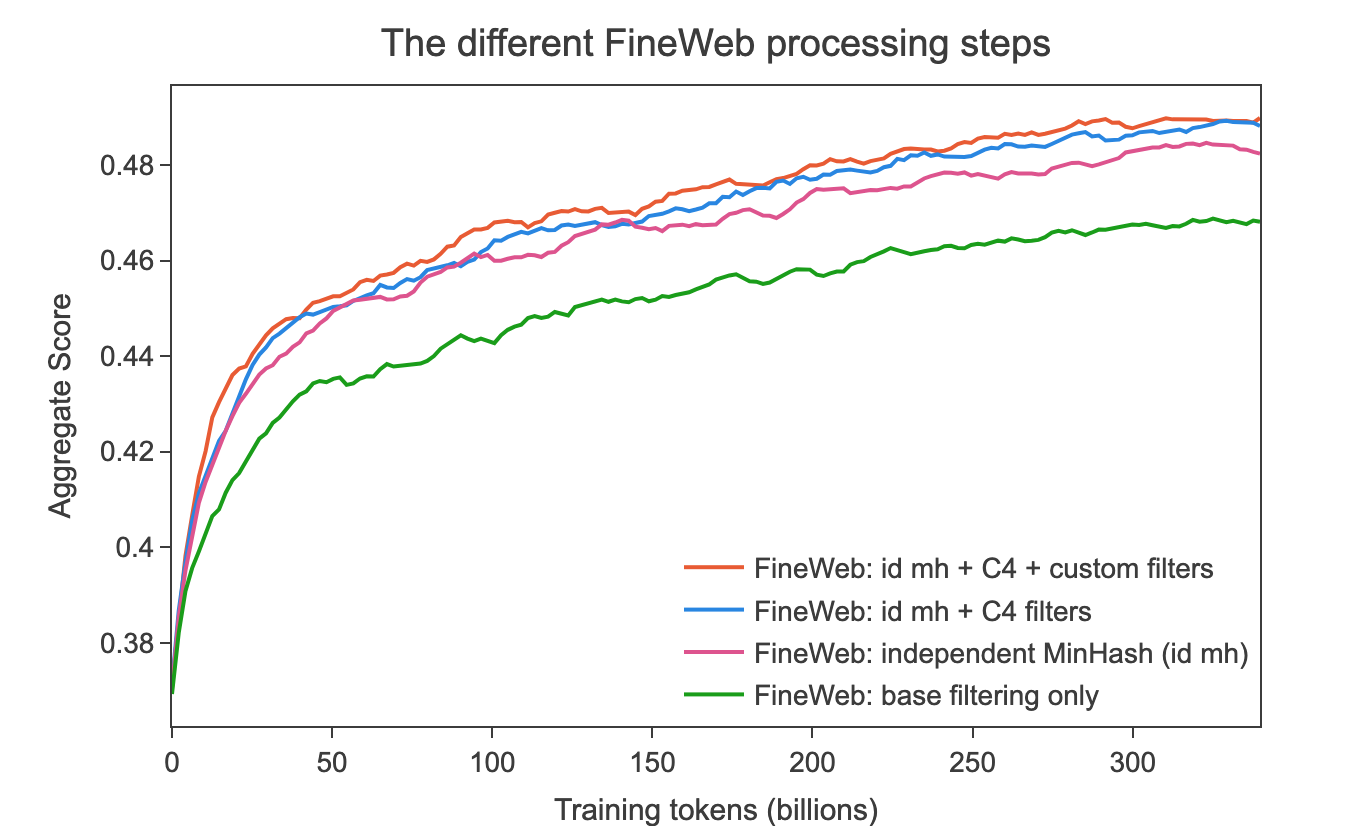 The different FineWeb processing steps
Aggregate Score
0.48
0.46
0.44
0.42
0.4
0.38
FineWeb: id mh + C4 + custom filters
FineWeb: id mh + C4 filters
FineWeb: independent MinHash (id mh)
FineWeb: base filtering only
0 50 100 150 200 250 300
Training tokens (billions)